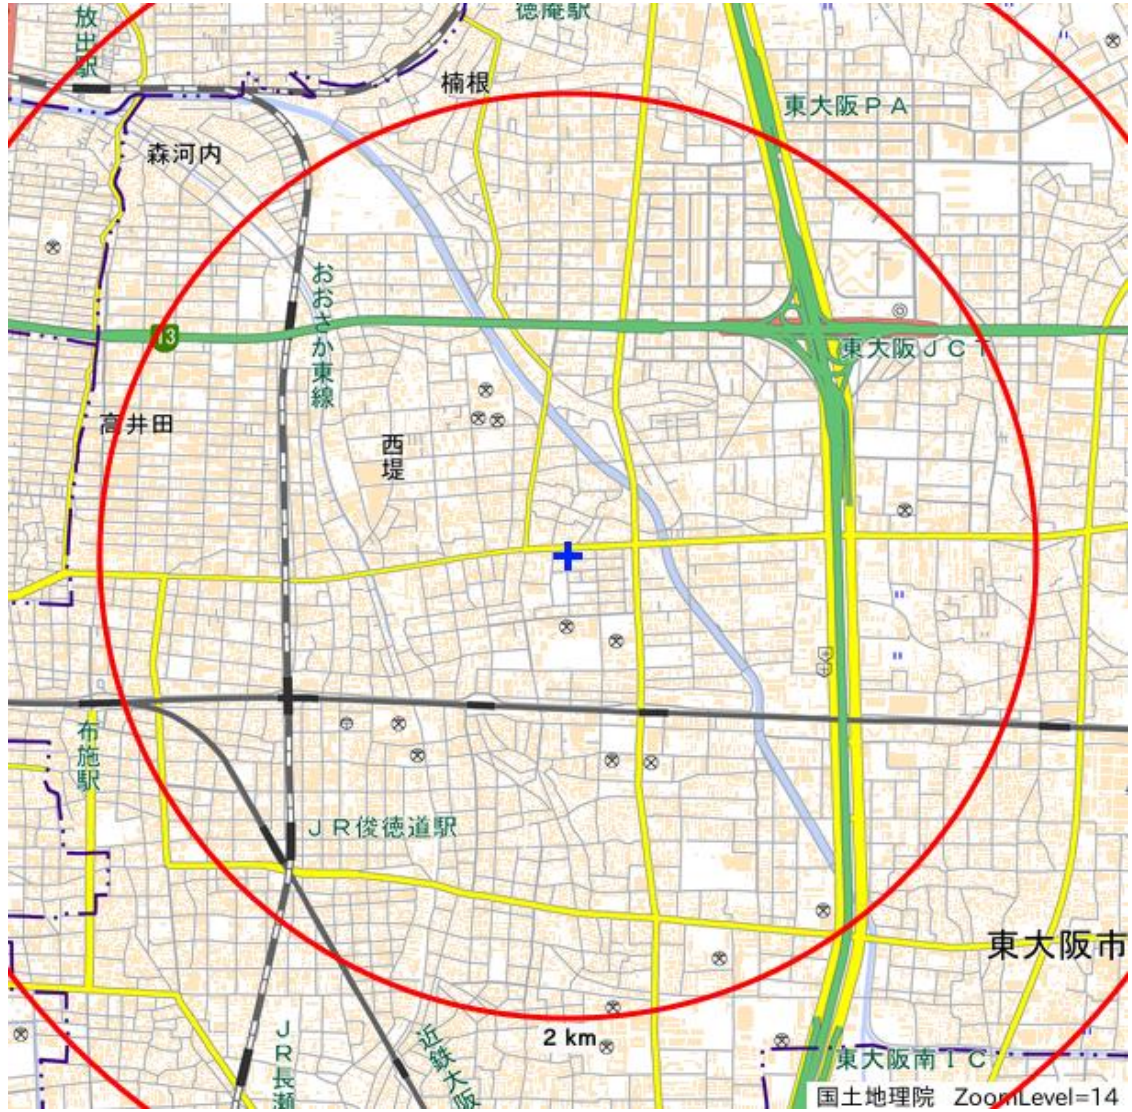 放出駅
徳庵駅
楠根
東大阪PA
森河内
おおさか東線
13
東大阪JCT
高井田
西堤
布施駅
JR俊徳道駅
東大阪市
2 km
JR長瀬
近鉄大阪
東大阪南IC
国土地理院 ZoomLevel=14